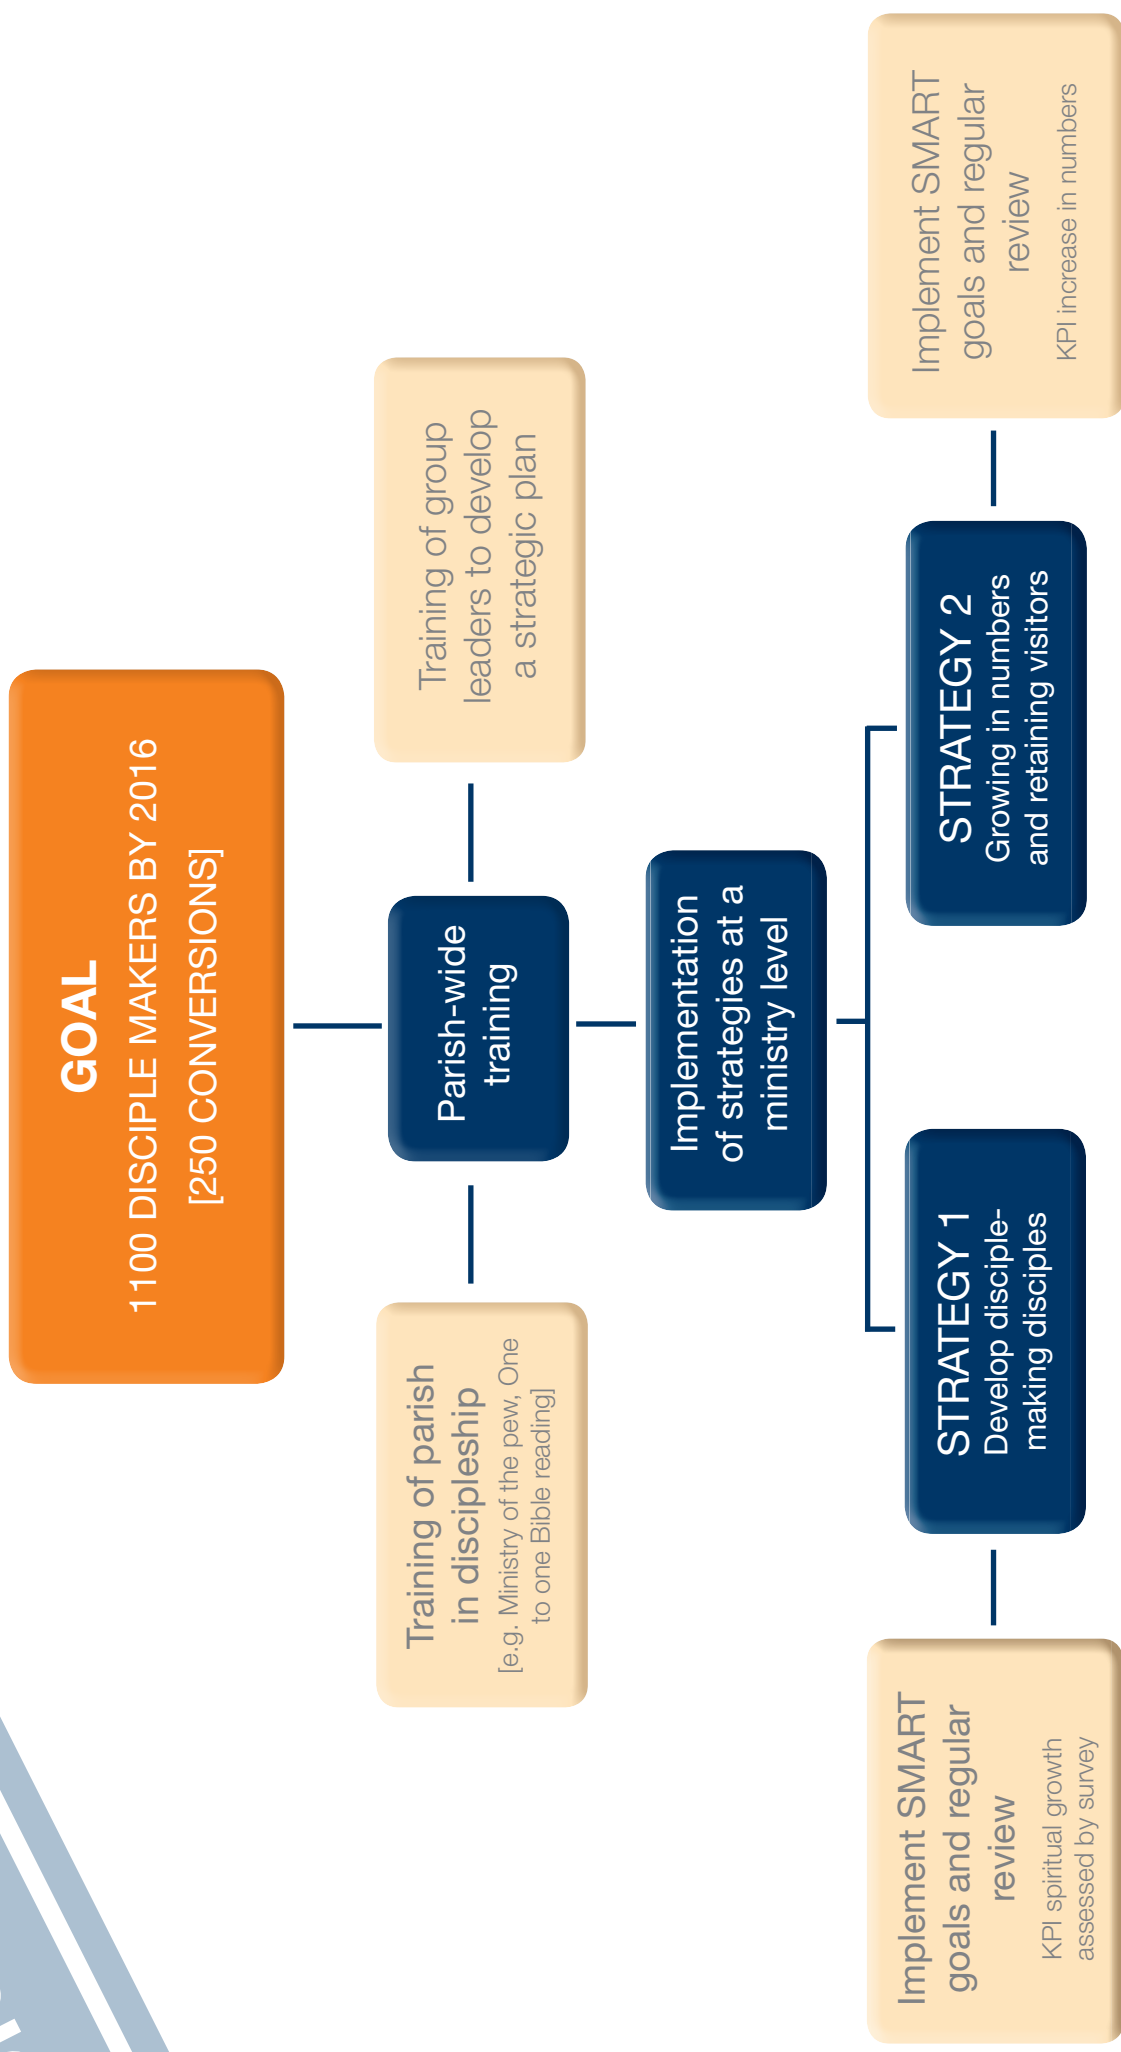 GOAL
1100 DISCIPLE MAKERS BY 2016
[250 CONVERSIONS]
Training of parish
in discipleship
[e.g. Ministry of the pew, One
to one Bible reading]
Parish-wide
training
Training of group
leaders to develop
a strategic plan
Implementation
of strategies at a
ministry level
Implement SMART
goals and regular
review
KPI spiritual growth
assessed by survey
STRATEGY 1
Develop disciple-
making disciples
STRATEGY 2
Growing in numbers
and retaining visitors
Implement SMART
goals and regular
review
KPI increase in numbers